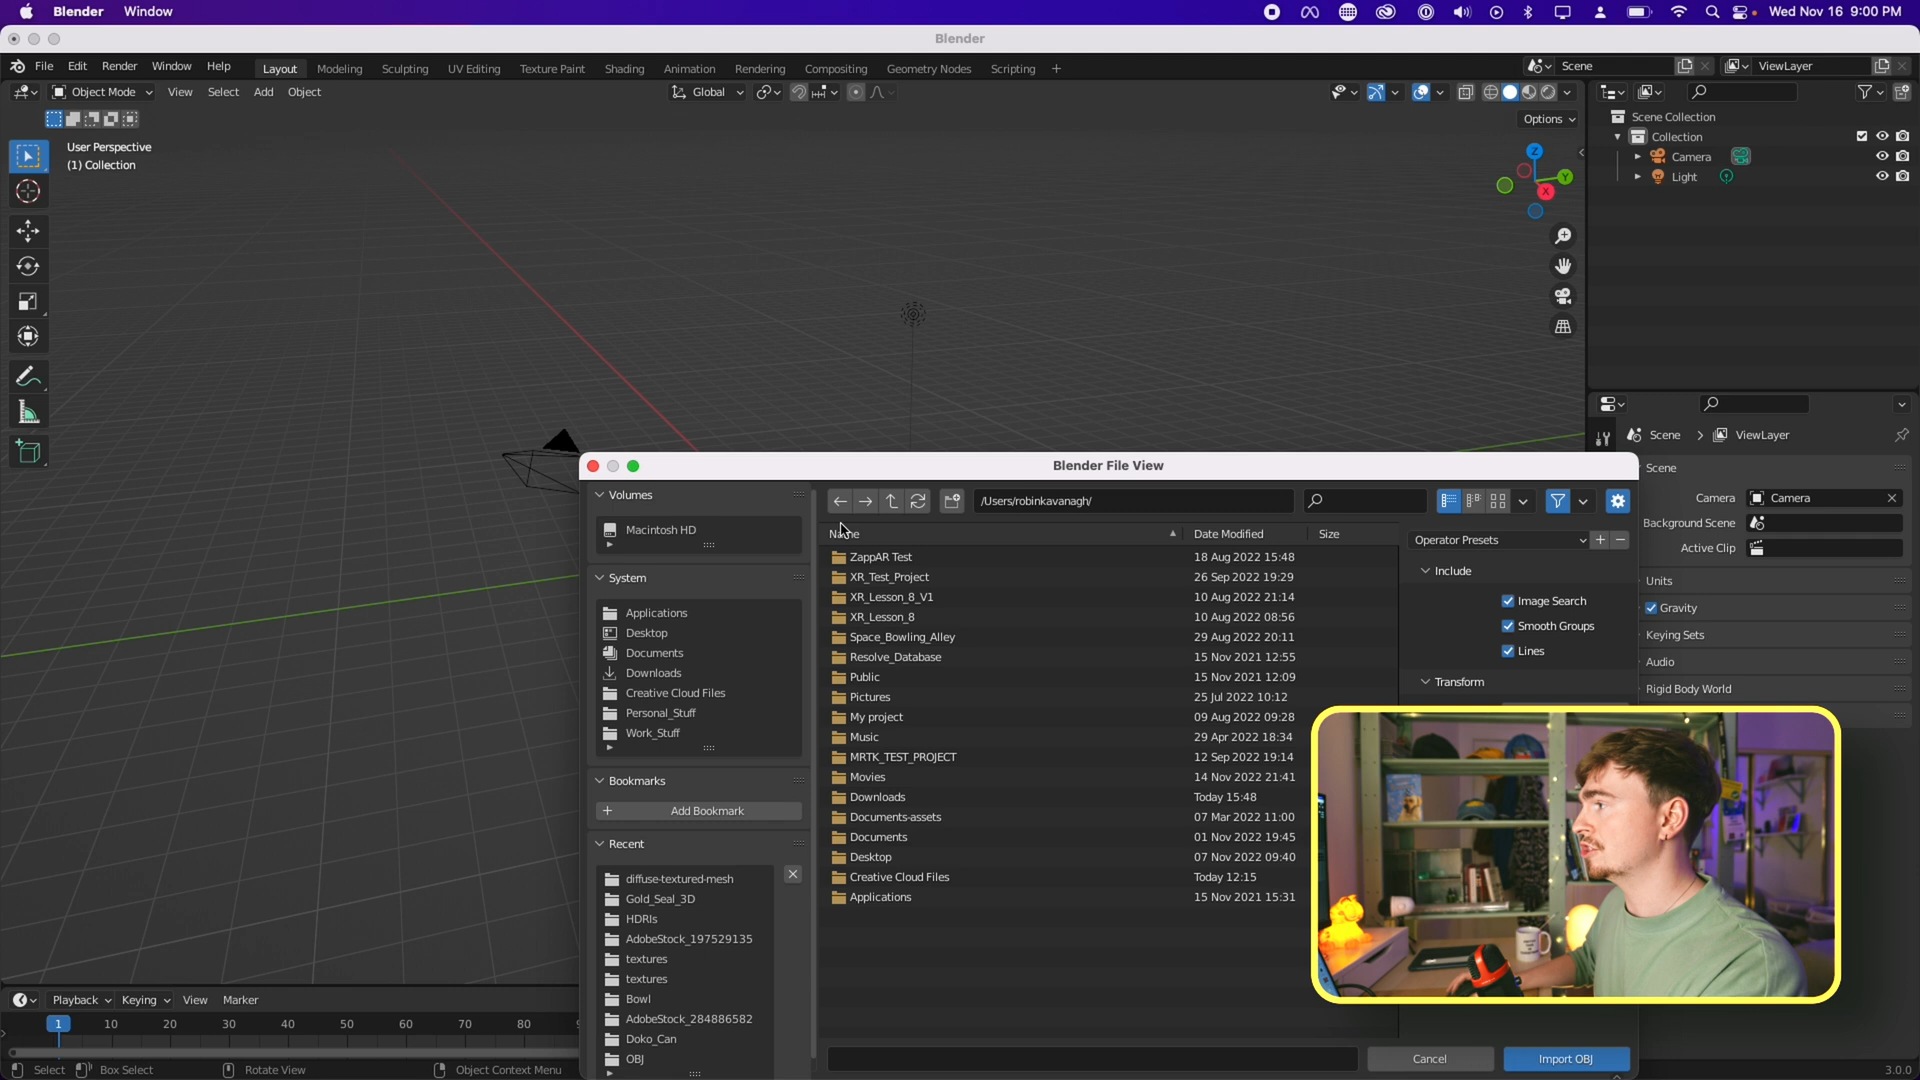 Blender Window Wed Nov 16 9:00 PM
Blender
File Edit Render Window Help Layout Modeling Sculpting UV Editing Texture Paint Shading Animation Rendering Compositing Geometry Nodes Scripting + Scene ViewLayer
Object Mode View Select Add Object Global
Options
User Perspective
(1) Collection
Z
Y
X
Scene Collection
Collection
Camera
Light
Scene > ViewLayer
Scene
Camera Camera
Background Scene
Active Clip
Units
Gravity
Keying Sets
Audio
Rigid Body World
Blender File View
Volumes
Macintosh HD
System
Applications
Desktop
Documents
Downloads
Creative Cloud Files
Personal_Stuff
Work_Stuff
Bookmarks
+ Add Bookmark
Recent
diffuse-textured-mesh
Gold_Seal_3D
HDRIs
AdobeStock_197529135
textures
textures
Bowl
AdobeStock_284886582
Doko_Can
OBJ
/Users/robinkavanagh/
Name Date Modified Size
ZappAR Test 18 Aug 2022 15:48
XR_Test_Project 26 Sep 2022 19:29
XR_Lesson_8_V1 10 Aug 2022 21:14
XR_Lesson_8 10 Aug 2022 08:56
Space_Bowling_Alley 29 Aug 2022 20:11
Resolve_Database 15 Nov 2021 12:55
Public 15 Nov 2021 12:09
Pictures 25 Jul 2022 10:12
My project 09 Aug 2022 09:28
Music 29 Apr 2022 18:34
MRTK_TEST_PROJECT 12 Sep 2022 19:14
Movies 14 Nov 2022 21:41
Downloads Today 15:48
Documents-assets 07 Mar 2022 11:00
Documents 01 Nov 2022 19:45
Desktop 07 Nov 2022 09:40
Creative Cloud Files Today 12:15
Applications 15 Nov 2021 15:31
Operator Presets + −
Include
Image Search
Smooth Groups
Lines
Transform
Cancel Import OBJ
Playback Keying View Marker
1 10 20 30 40 50 60 70 80
Select Box Select Rotate View Object Context Menu 3.0.0